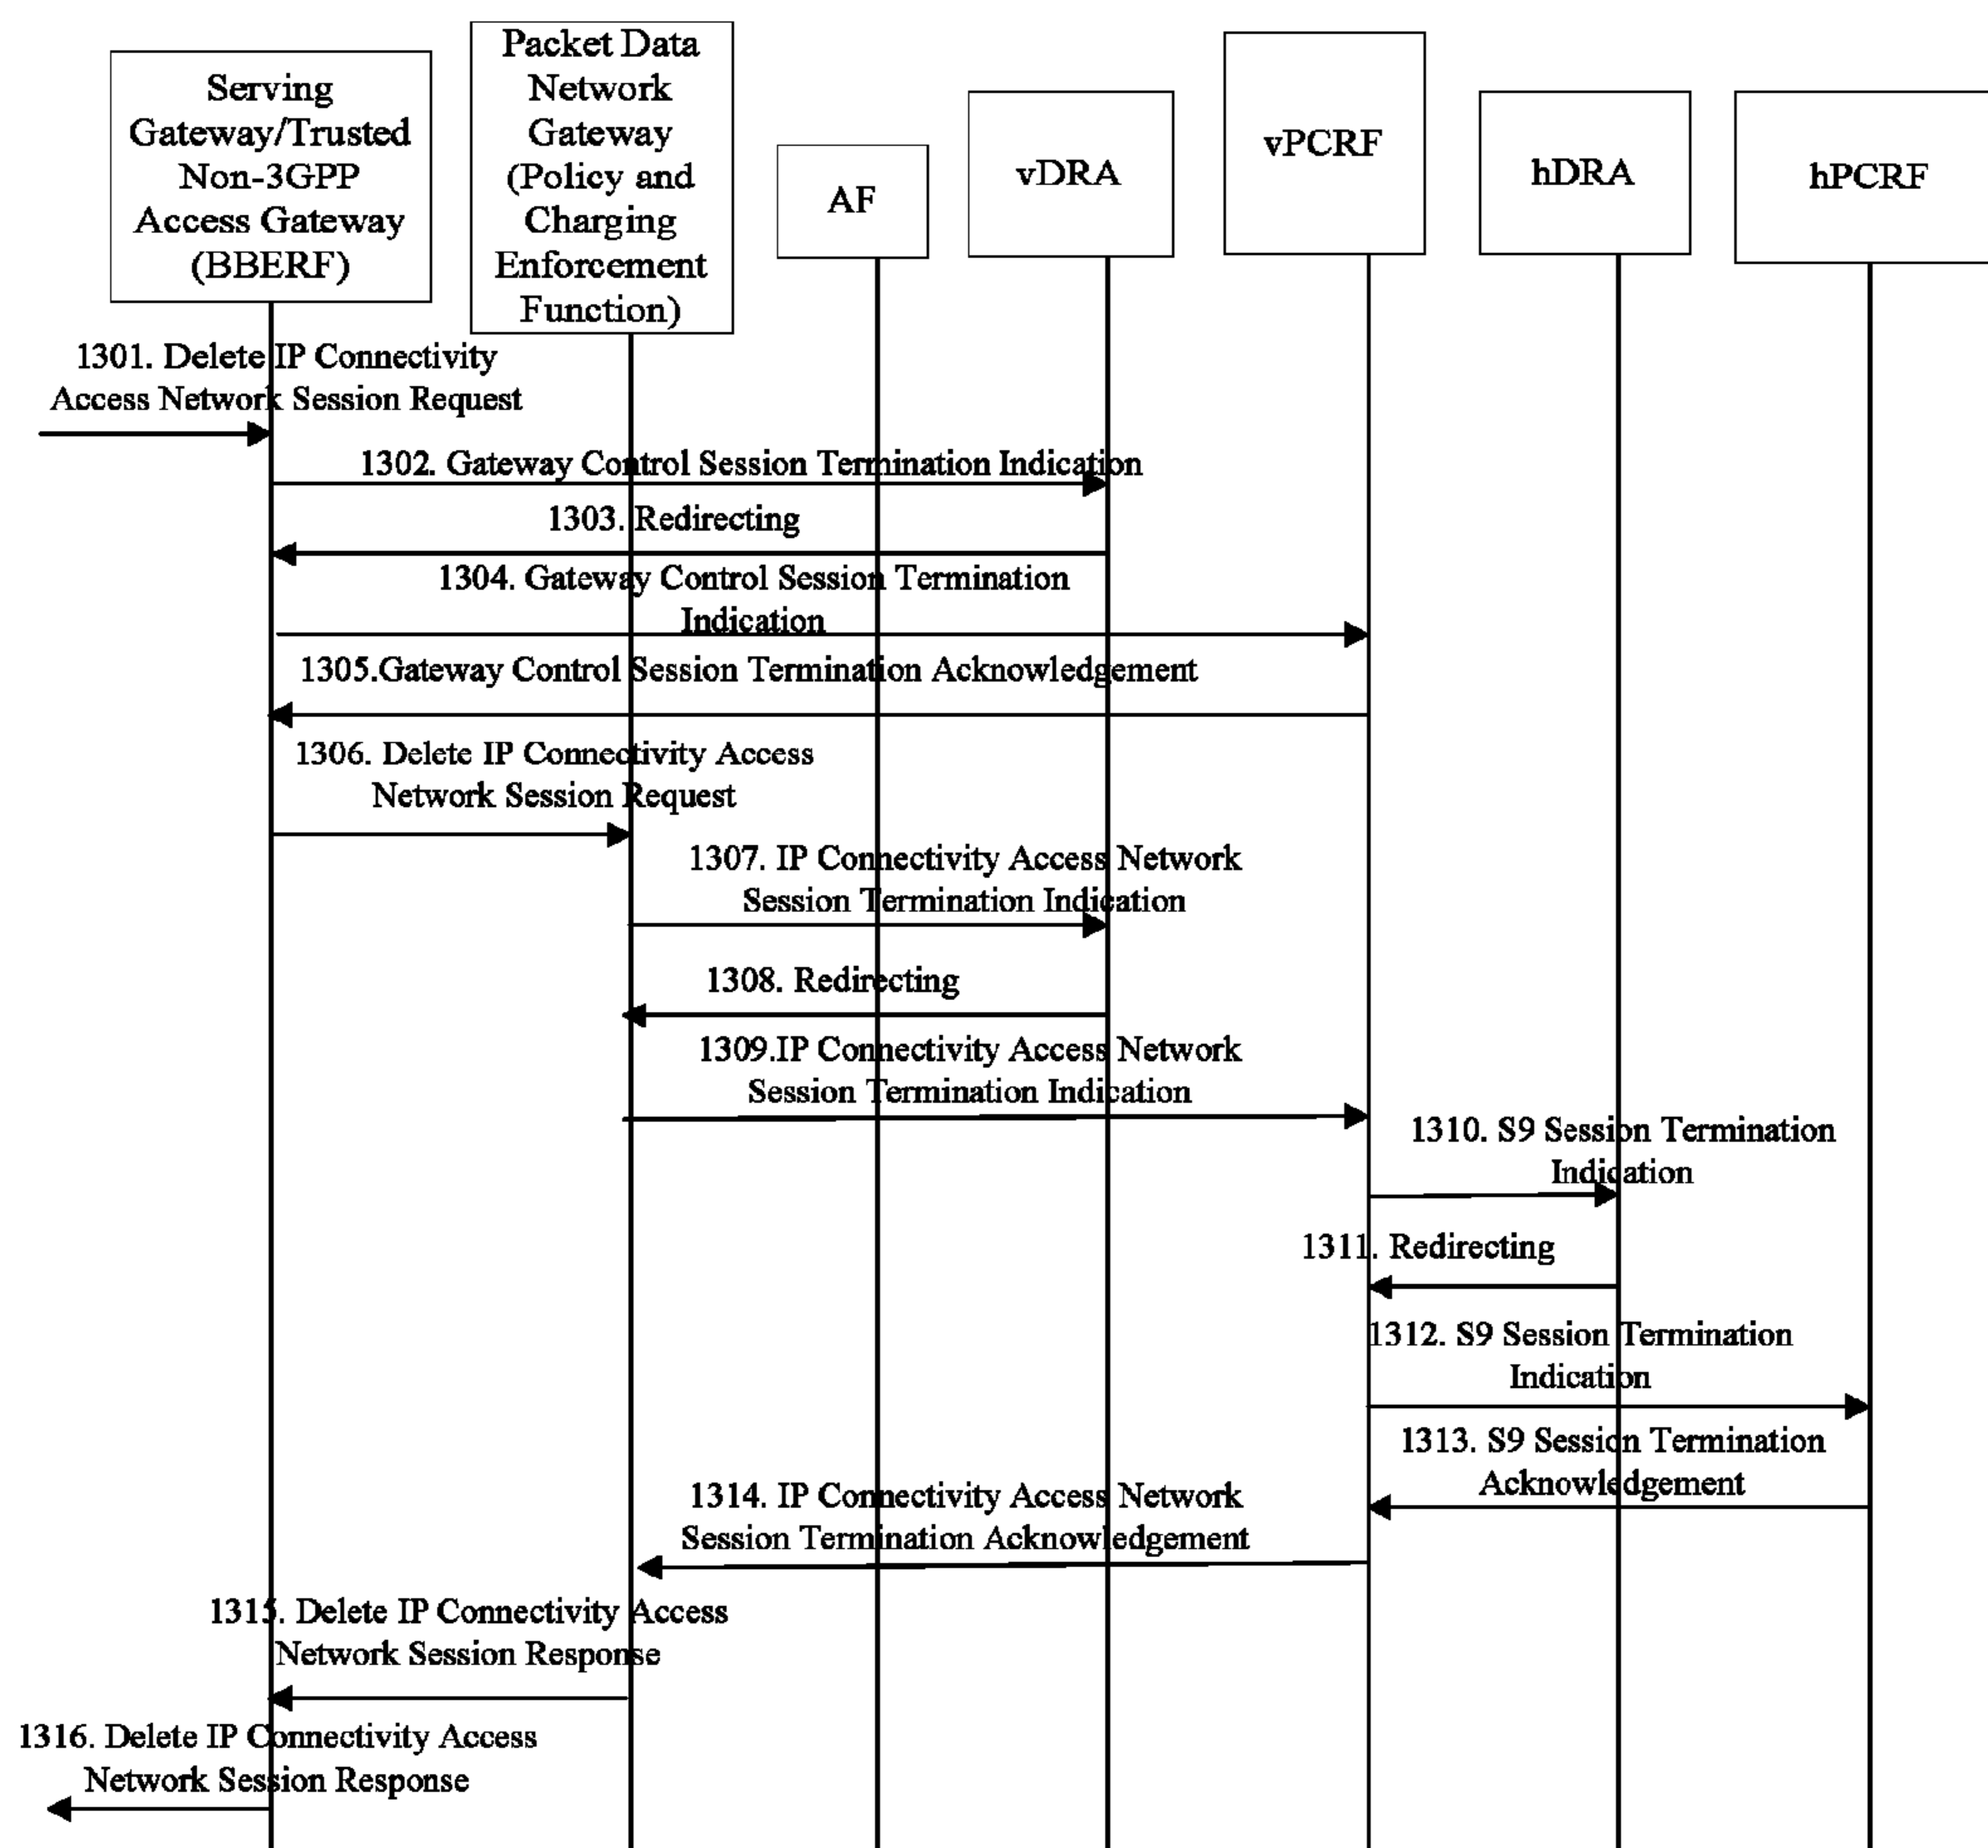 Serving
Gateway/Trusted
Non-3GPP
Access Gateway
(BBERF)
Packet Data
Network
Gateway
(Policy and
Charging
Enforcement
Function)
AF
vDRA
vPCRF
hDRA
hPCRF
1301. Delete IP Connectivity
Access Network Session Request
1302. Gateway Control Session Termination Indication
1303. Redirecting
1304. Gateway Control Session Termination
Indication
1305.Gateway Control Session Termination Acknowledgement
1306. Delete IP Connectivity Access
Network Session Request
1307. IP Connectivity Access Network
Session Termination Indication
1308. Redirecting
1309.IP Connectivity Access Network
Session Termination Indication
1310. S9 Session Termination
Indication
1311. Redirecting
1312. S9 Session Termination
Indication
1313. S9 Session Termination
Acknowledgement
1314. IP Connectivity Access Network
Session Termination Acknowledgement
1315. Delete IP Connectivity Access
Network Session Response
1316. Delete IP Connectivity Access
Network Session Response